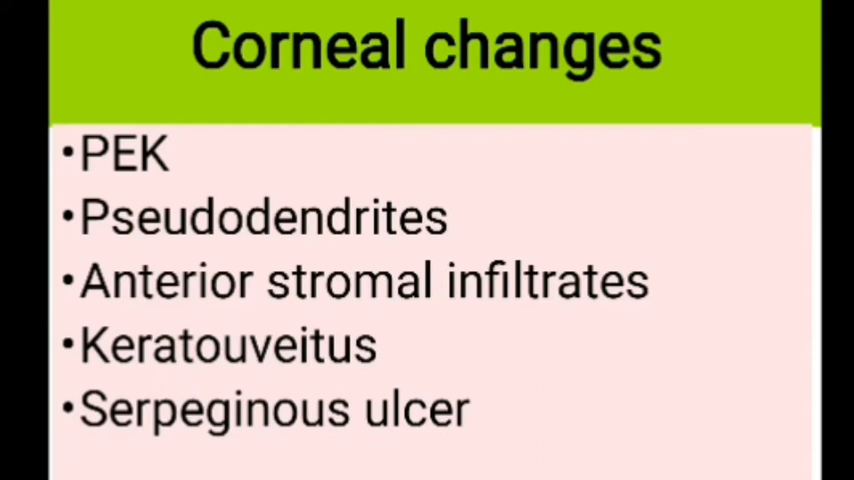 Corneal changes
•PEK
•Pseudodendrites
•Anterior stromal infiltrates
•Keratouveitus
•Serpeginous ulcer